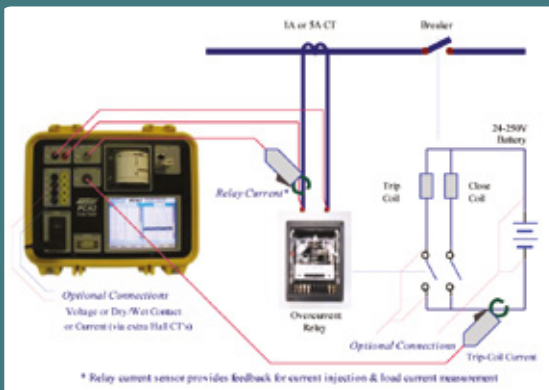 1A or 5A CT
Breaker
24-250V
Battery
Trip
Coil
Close
Coil
Relay Current*
PCA2
Optional Connections
Voltage or Dry/Wet Contact
or Current (via extra Hall CT's)
Overcurrent
Relay
Optional Connections
Trip-Coil Current
* Relay current sensor provides feedback for current injection & load current measurement